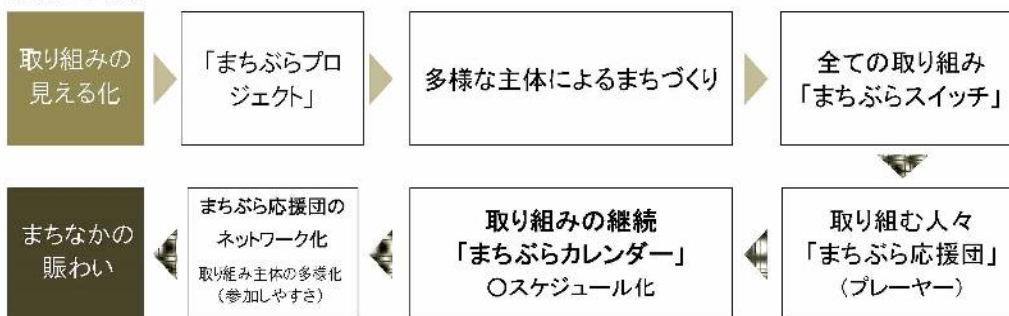 取り組みの
見える化
「まちぶらプロ
ジェクト」
多様な主体によるまちづくり
全ての取り組み
「まちぶらスイッチ」
取り組む人々
「まちぶら応援団」
(プレーヤー)
取り組みの継続
「まちぶらカレンダー」
○スケジュール化
まちぶら応援団の
ネットワーク化
取り組み主体の多様化
(参加しやすさ)
まちなかの
賑わい